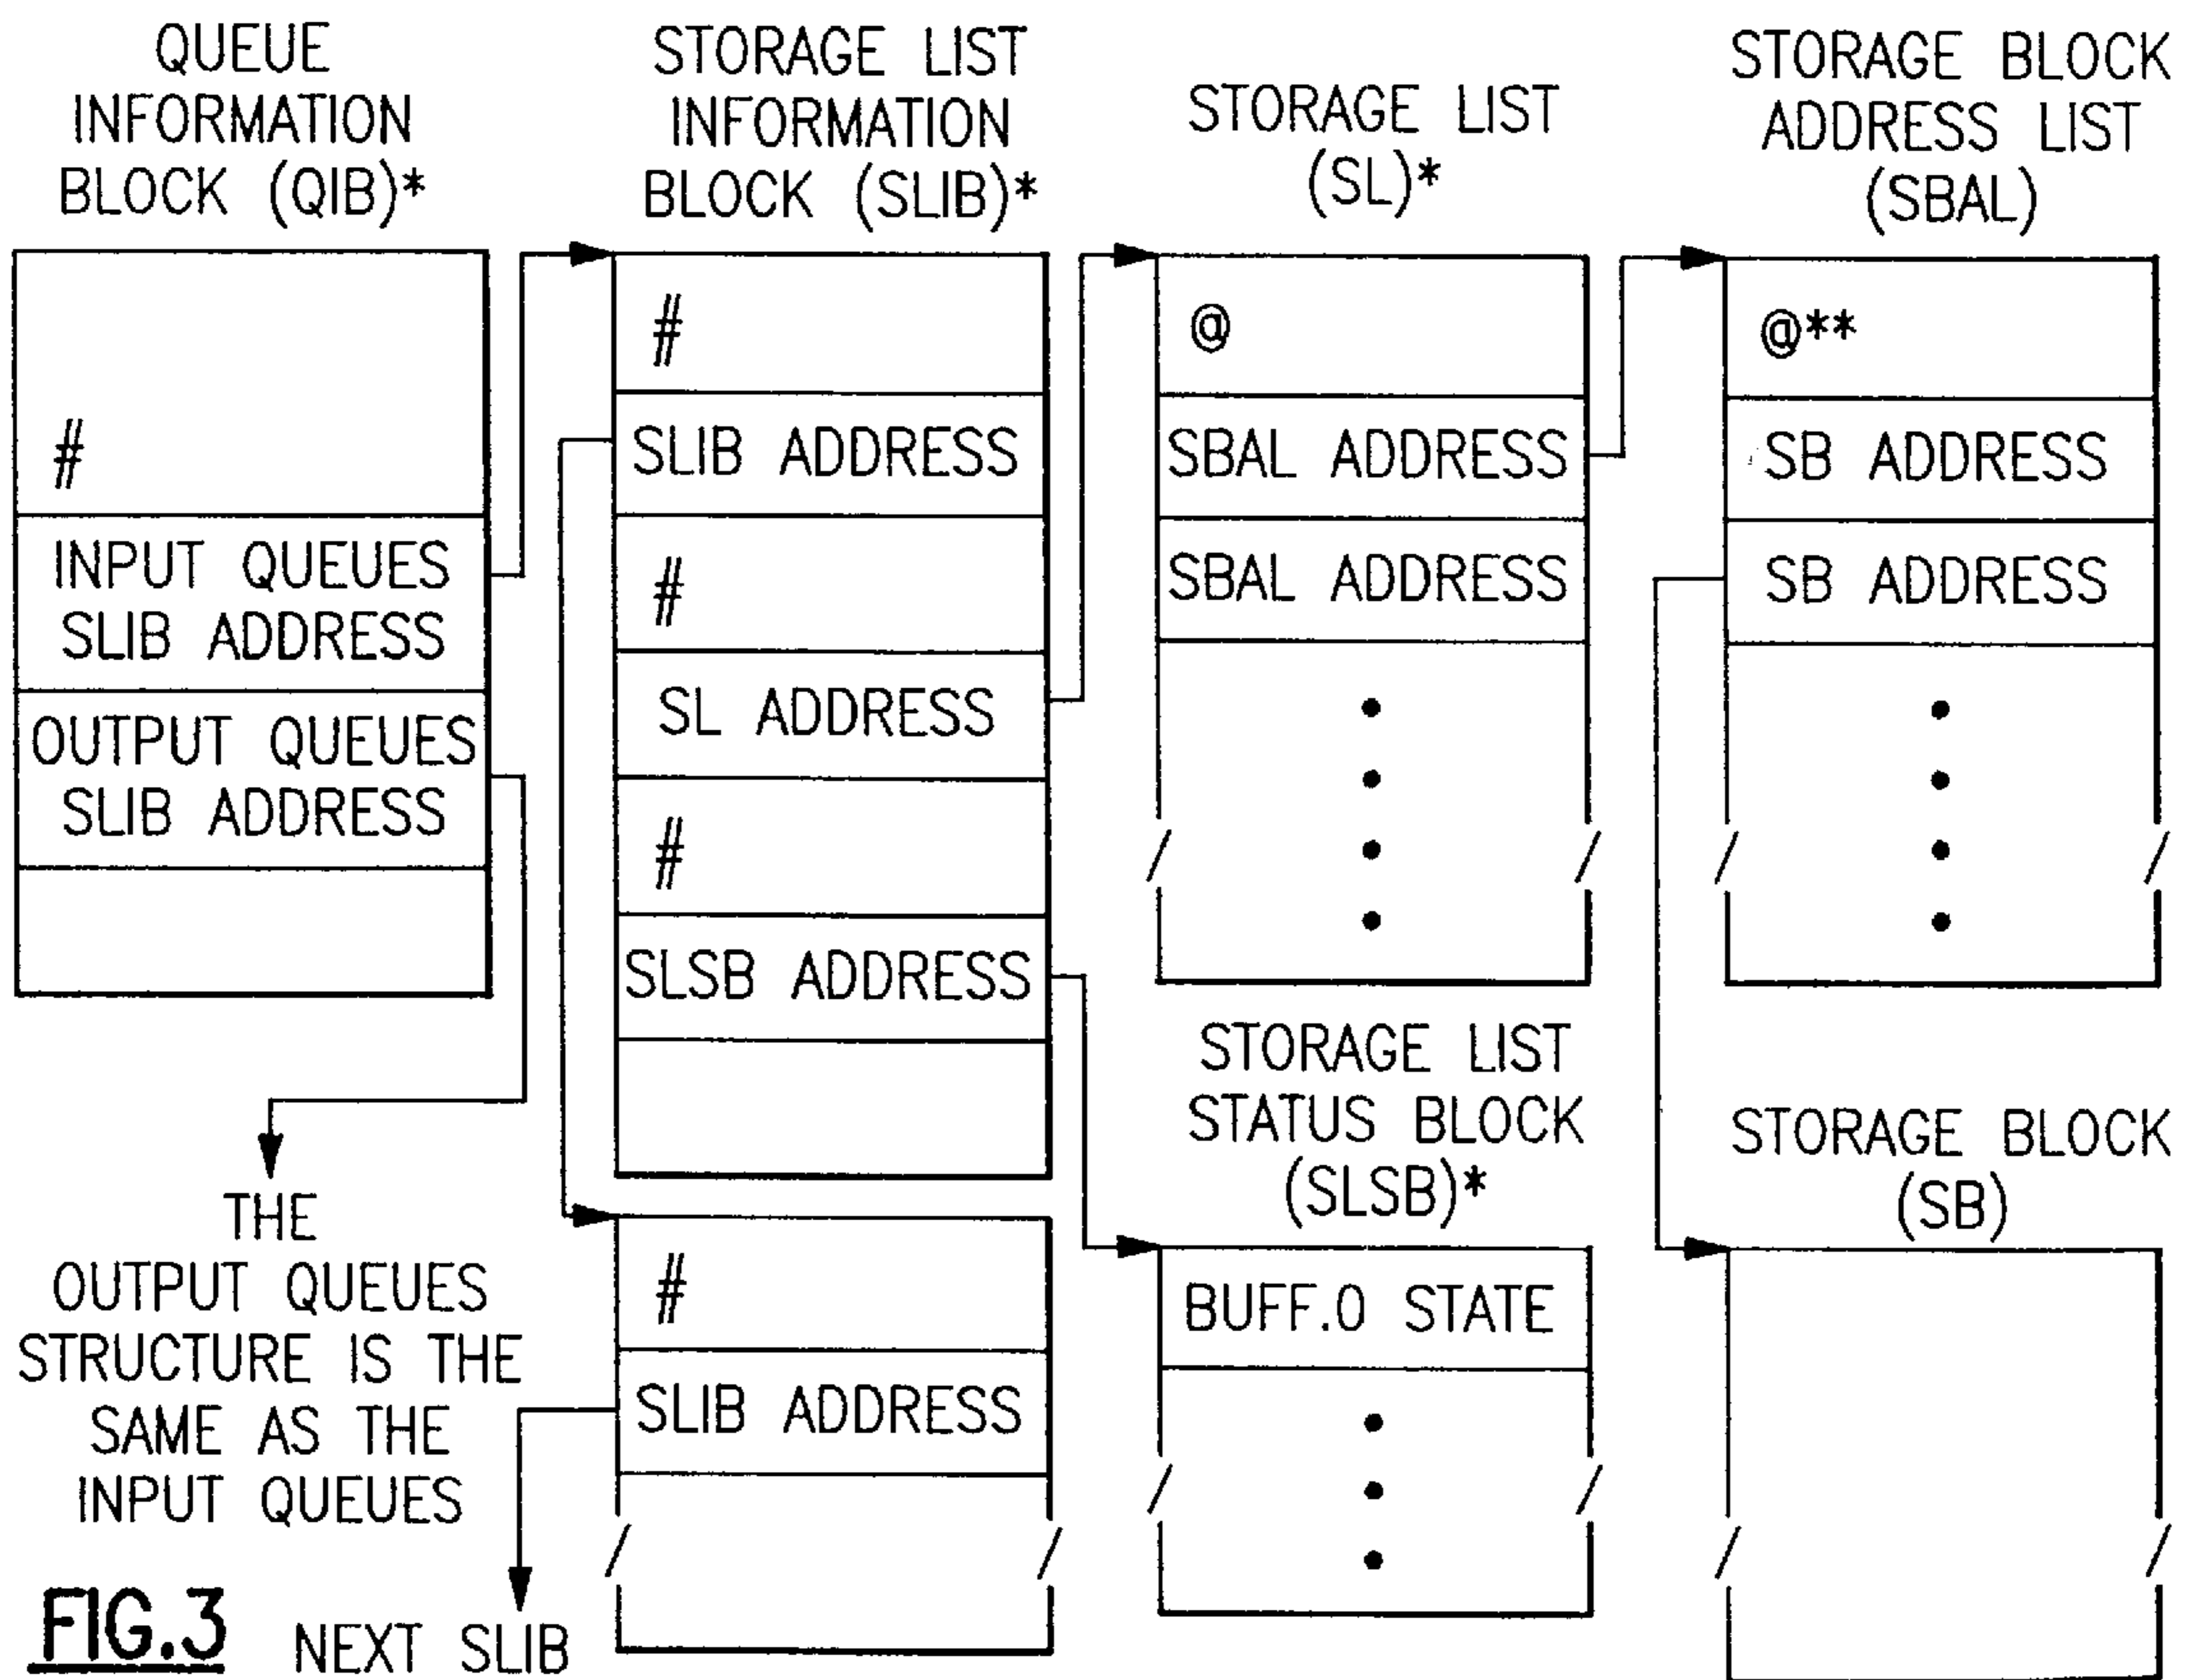 QUEUE
INFORMATION
BLOCK (QIB)*
#
INPUT QUEUES
SLIB ADDRESS
OUTPUT QUEUES
SLIB ADDRESS
THE
OUTPUT QUEUES
STRUCTURE IS THE
SAME AS THE
INPUT QUEUES
STORAGE LIST
INFORMATION
BLOCK (SLIB)*
#
SLIB ADDRESS
#
SL ADDRESS
#
SLSB ADDRESS
#
SLIB ADDRESS
NEXT SLIB
STORAGE LIST
(SL)*
@
SBAL ADDRESS
SBAL ADDRESS
STORAGE LIST
STATUS BLOCK
(SLSB)*
BUFF.0 STATE
STORAGE BLOCK
ADDRESS LIST
(SBAL)
@**
SB ADDRESS
SB ADDRESS
STORAGE BLOCK
(SB)
FIG.3